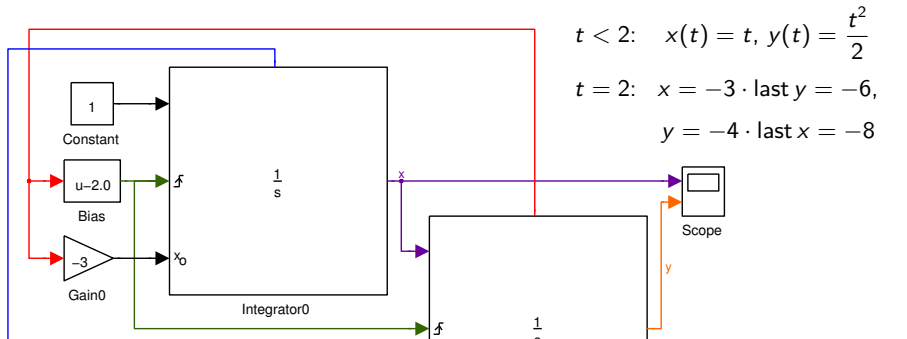 t < 2: x(t) = t, y(t) = t²/2
t = 2: x = −3 · last y = −6,
y = −4 · last x = −8
1
Constant
u−2.0
Bias
−3
Gain0
1
s
xo
Integrator0
x
Scope
y
1